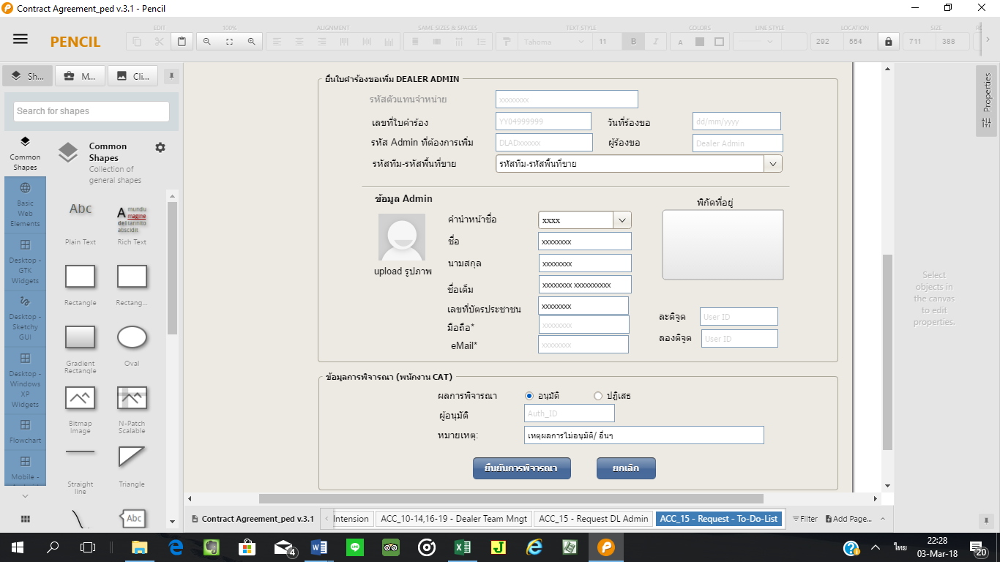 Contract Agreement_ped v.3.1 - Pencil
EDIT 100% ALIGNMENT SAME SIZES & SPACES TEXT STYLE COLORS LINE STYLE LOCATION SIZE
PENCIL
Tahoma 11 B I A 292 554 711 388
Sh... M... Cli...
Search for shapes
Common Shapes
Basic Web Elements
Desktop - GTK Widgets
Desktop - Sketchy GUI
Desktop - Windows XP Widgets
Flowchart
Mobile -
Common Shapes
Collection of general shapes
Abc
Plain Text
A mundu magine del tannito abscidit
Rich Text
Rectangle
Rectang...
Gradient Rectangle
Oval
Bitmap Image
N-Patch Scalable
Straight line
Triangle
Abc
ยื่นใบคำร้องขอเพิ่ม DEALER ADMIN
รหัสตัวแทนจำหน่าย xxxxxxxx
เลขที่ใบคำร้อง YY04999999 วันที่ร้องขอ dd/mm/yyyy
รหัส Admin ที่ต้องการเพิ่ม DLADxxxxxx ผู้ร้องขอ Dealer Admin
รหัสทีม-รหัสพื้นที่ขาย รหัสทีม-รหัสพื้นที่ขาย
ข้อมูล Admin
พิกัดที่อยู่
upload รูปภาพ
คำนำหน้าชื่อ xxxx
ชื่อ xxxxxxxx
นามสกุล xxxxxxxx
ชื่อเต็ม xxxxxxxx xxxxxxxxxx
เลขที่บัตรประชาชน xxxxxxxx
มือถือ* xxxxxxxx
eMail* xxxxxxxx
ละติจูด User ID
ลองติจูด User ID
ข้อมูลการพิจารณา (พนักงาน CAT)
ผลการพิจารณา อนุมัติ ปฏิเสธ
ผู้อนุมัติ Auth_ID
หมายเหตุ: เหตุผลการไม่อนุมัติ/ อื่นๆ
ยืนยันการพิจารณา ยกเลิก
Properties
Select objects in the canvas to edit properties.
Contract Agreement_ped v.3.1 Intension ACC_10-14,16-19 - Dealer Team Mngt ACC_15 - Request DL Admin ACC_15 - Request - To-Do-List Filter Add Page...
4
ไทย
22:28
03-Mar-18
20